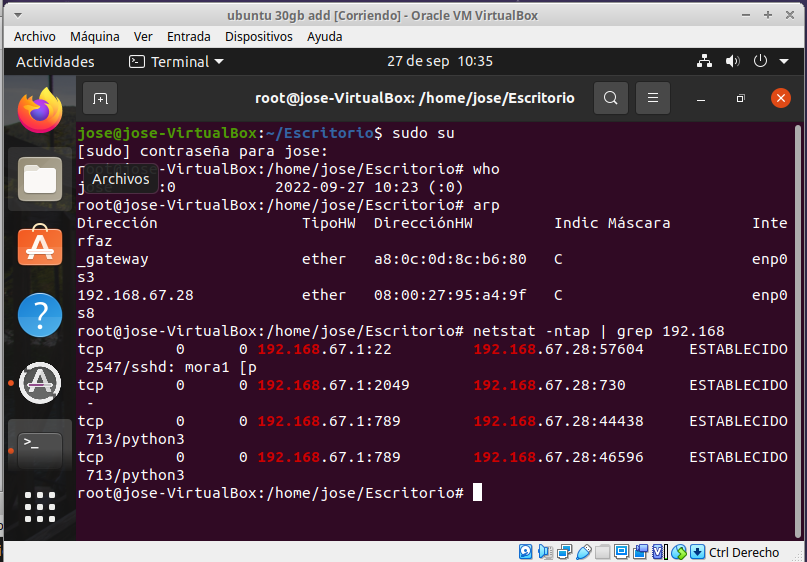 ubuntu 30gb add [Corriendo] - Oracle VM VirtualBox
Archivo Máquina Ver Entrada Dispositivos Ayuda
Actividades Terminal 27 de sep 10:35
root@jose-VirtualBox: /home/jose/Escritorio
jose@jose-VirtualBox:~/Escritorio$ sudo su
[sudo] contraseña para jose:
root@jose-VirtualBox:/home/jose/Escritorio# who
Archivos
:0 2022-09-27 10:23 (:0)
root@jose-VirtualBox:/home/jose/Escritorio# arp
Dirección TipoHW DirecciónHW Indic Máscara Inte
rfaz
_gateway ether a8:0c:0d:8c:b6:80 C enp0
s3
192.168.67.28 ether 08:00:27:95:a4:9f C enp0
s8
root@jose-VirtualBox:/home/jose/Escritorio# netstat -ntap | grep 192.168
tcp 0 0 192.168.67.1:22 192.168.67.28:57604 ESTABLECIDO
2547/sshd: mora1 [p
tcp 0 0 192.168.67.1:2049 192.168.67.28:730 ESTABLECIDO
-
tcp 0 0 192.168.67.1:789 192.168.67.28:44438 ESTABLECIDO
713/python3
tcp 0 0 192.168.67.1:789 192.168.67.28:46596 ESTABLECIDO
713/python3
root@jose-VirtualBox:/home/jose/Escritorio#
Ctrl Derecho